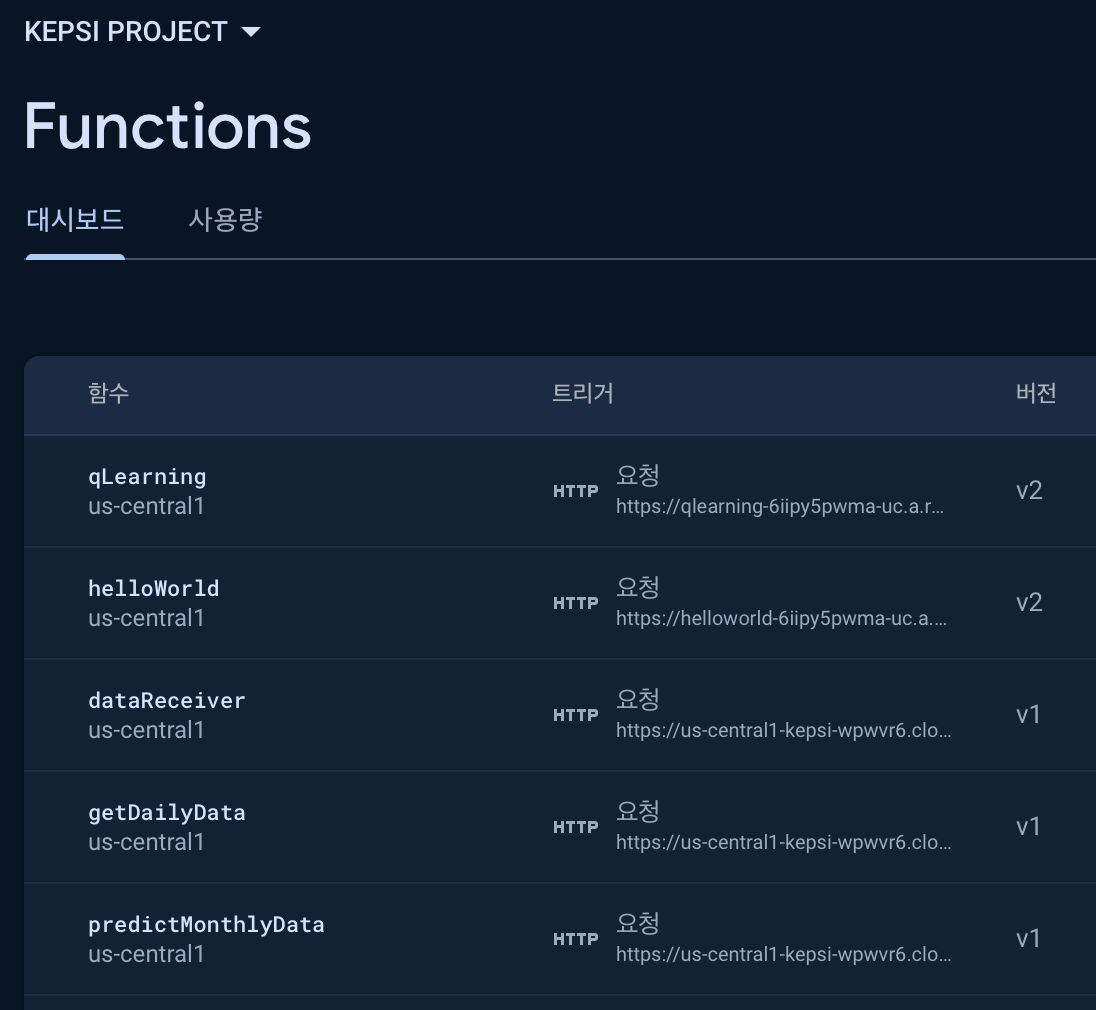 KEPSI PROJECT
Functions
대시보드 사용량
함수 트리거 버전
qLearning
us-central1
HTTP
요청
https://qlearning-6iipy5pwma-uc.a.r...
v2
helloWorld
us-central1
HTTP
요청
https://helloworld-6iipy5pwma-uc.a....
v2
dataReceiver
us-central1
HTTP
요청
https://us-central1-kepsi-wpwvr6.clo...
v1
getDailyData
us-central1
HTTP
요청
https://us-central1-kepsi-wpwvr6.clo...
v1
predictMonthlyData
us-central1
HTTP
요청
https://us-central1-kepsi-wpwvr6.clo...
v1